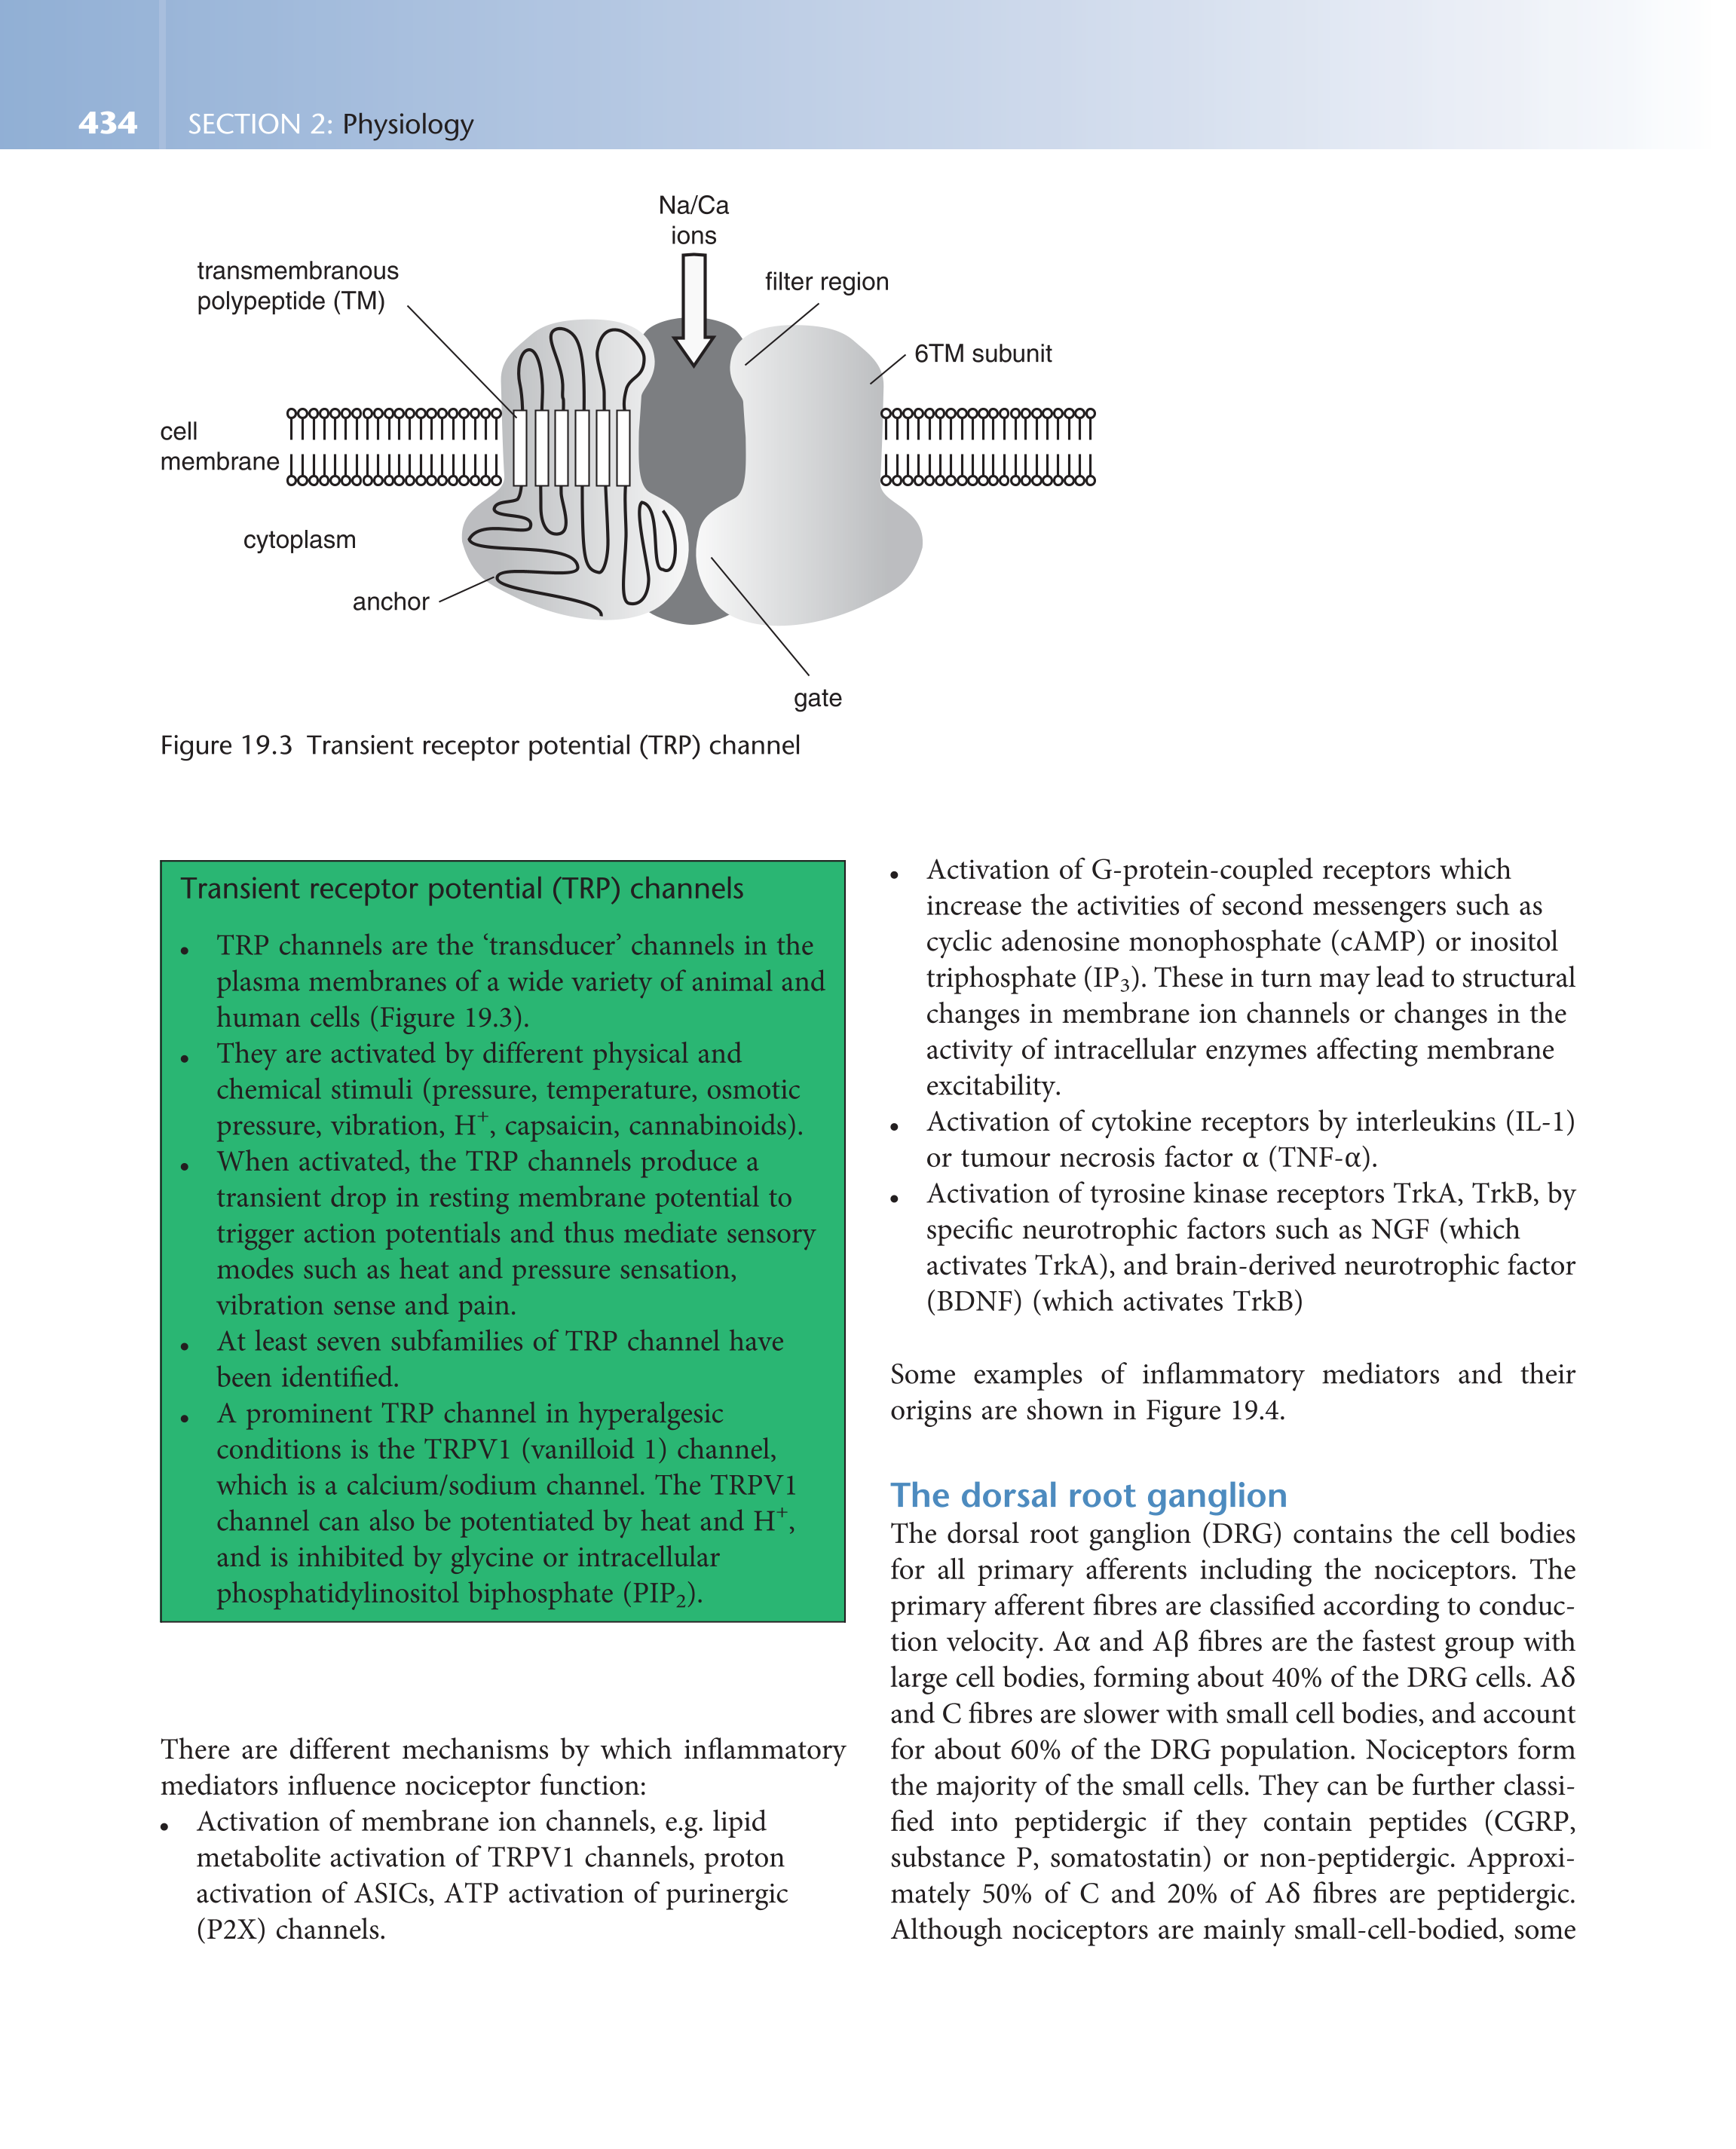 434 SECTION 2: Physiology
Na/Ca
ions
transmembranous
polypeptide (TM)
filter region
6TM subunit
cell
membrane
cytoplasm
anchor
gate
Figure 19.3 Transient receptor potential (TRP) channel
Transient receptor potential (TRP) channels
• TRP channels are the ‘transducer’ channels in the
plasma membranes of a wide variety of animal and
human cells (Figure 19.3).
• They are activated by different physical and
chemical stimuli (pressure, temperature, osmotic
pressure, vibration, H⁺, capsaicin, cannabinoids).
• When activated, the TRP channels produce a
transient drop in resting membrane potential to
trigger action potentials and thus mediate sensory
modes such as heat and pressure sensation,
vibration sense and pain.
• At least seven subfamilies of TRP channel have
been identified.
• A prominent TRP channel in hyperalgesic
conditions is the TRPV1 (vanilloid 1) channel,
which is a calcium/sodium channel. The TRPV1
channel can also be potentiated by heat and H⁺,
and is inhibited by glycine or intracellular
phosphatidylinositol biphosphate (PIP₂).
There are different mechanisms by which inflammatory
mediators influence nociceptor function:
• Activation of membrane ion channels, e.g. lipid
metabolite activation of TRPV1 channels, proton
activation of ASICs, ATP activation of purinergic
(P2X) channels.
• Activation of G-protein-coupled receptors which
increase the activities of second messengers such as
cyclic adenosine monophosphate (cAMP) or inositol
triphosphate (IP₃). These in turn may lead to structural
changes in membrane ion channels or changes in the
activity of intracellular enzymes affecting membrane
excitability.
• Activation of cytokine receptors by interleukins (IL-1)
or tumour necrosis factor α (TNF-α).
• Activation of tyrosine kinase receptors TrkA, TrkB, by
specific neurotrophic factors such as NGF (which
activates TrkA), and brain-derived neurotrophic factor
(BDNF) (which activates TrkB)
Some examples of inflammatory mediators and their
origins are shown in Figure 19.4.
The dorsal root ganglion
The dorsal root ganglion (DRG) contains the cell bodies
for all primary afferents including the nociceptors. The
primary afferent fibres are classified according to conduc-
tion velocity. Aα and Aβ fibres are the fastest group with
large cell bodies, forming about 40% of the DRG cells. Aδ
and C fibres are slower with small cell bodies, and account
for about 60% of the DRG population. Nociceptors form
the majority of the small cells. They can be further classi-
fied into peptidergic if they contain peptides (CGRP,
substance P, somatostatin) or non-peptidergic. Approxi-
mately 50% of C and 20% of Aδ fibres are peptidergic.
Although nociceptors are mainly small-cell-bodied, some